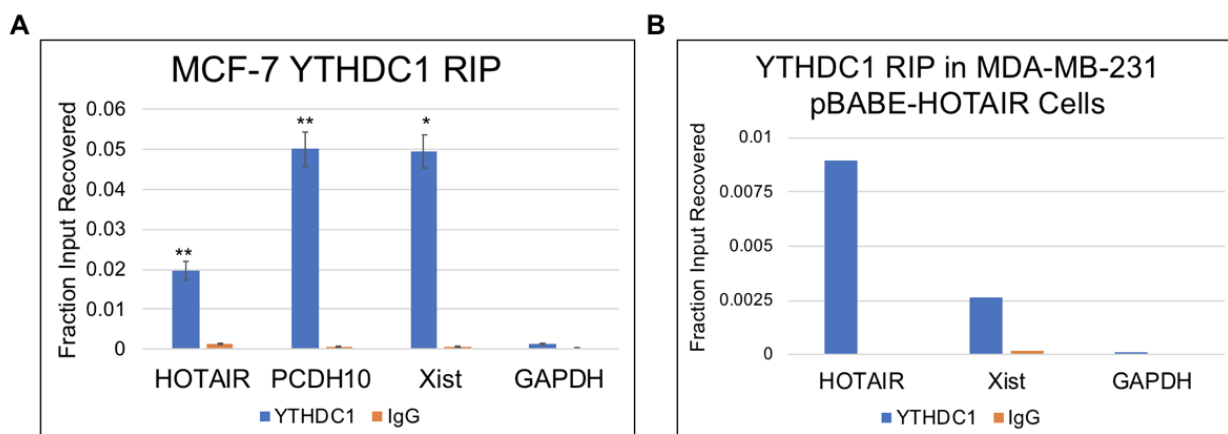 A
MCF-7 YTHDC1 RIP
Fraction Input Recovered
0.06
0.05
0.04
0.03
0.02
0.01
0
**
**
*
HOTAIR PCDH10 Xist GAPDH
YTHDC1 IgG
B
YTHDC1 RIP in MDA-MB-231
pBABE-HOTAIR Cells
Fraction Input Recovered
0.01
0.0075
0.005
0.0025
0
HOTAIR Xist GAPDH
YTHDC1 IgG